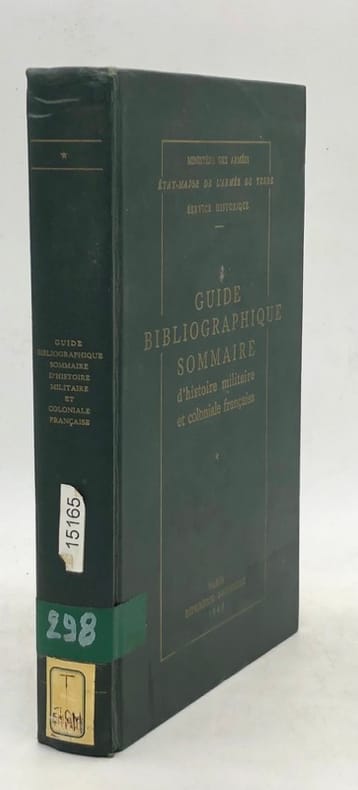 GUIDE
BIBLIOGRAPHIQUE
SOMMAIRE
D'HISTOIRE
MILITAIRE
ET
COLONIALE
FRANÇAISE
15165
298
T
MINISTÈRE DES ARMÉES
ÉTAT-MAJOR DE L'ARMÉE DE TERRE
SERVICE HISTORIQUE
GUIDE
BIBLIOGRAPHIQUE
SOMMAIRE
d'histoire militaire
et coloniale française
PARIS
IMPRIMERIE NATIONALE